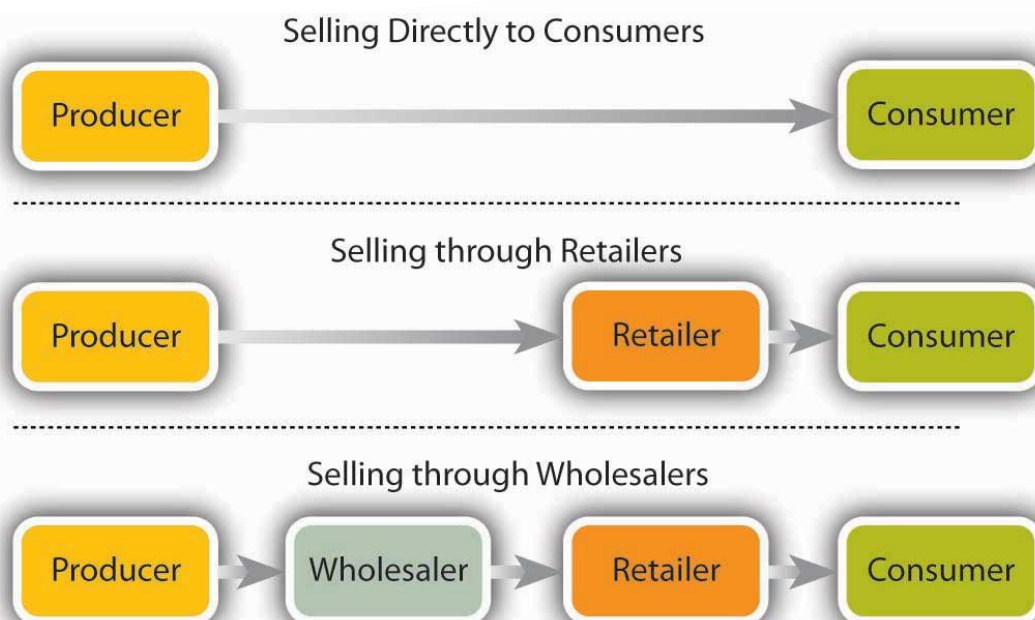 Selling Directly to Consumers
Producer Consumer
Selling through Retailers
Producer Retailer Consumer
Selling through Wholesalers
Producer Wholesaler Retailer Consumer